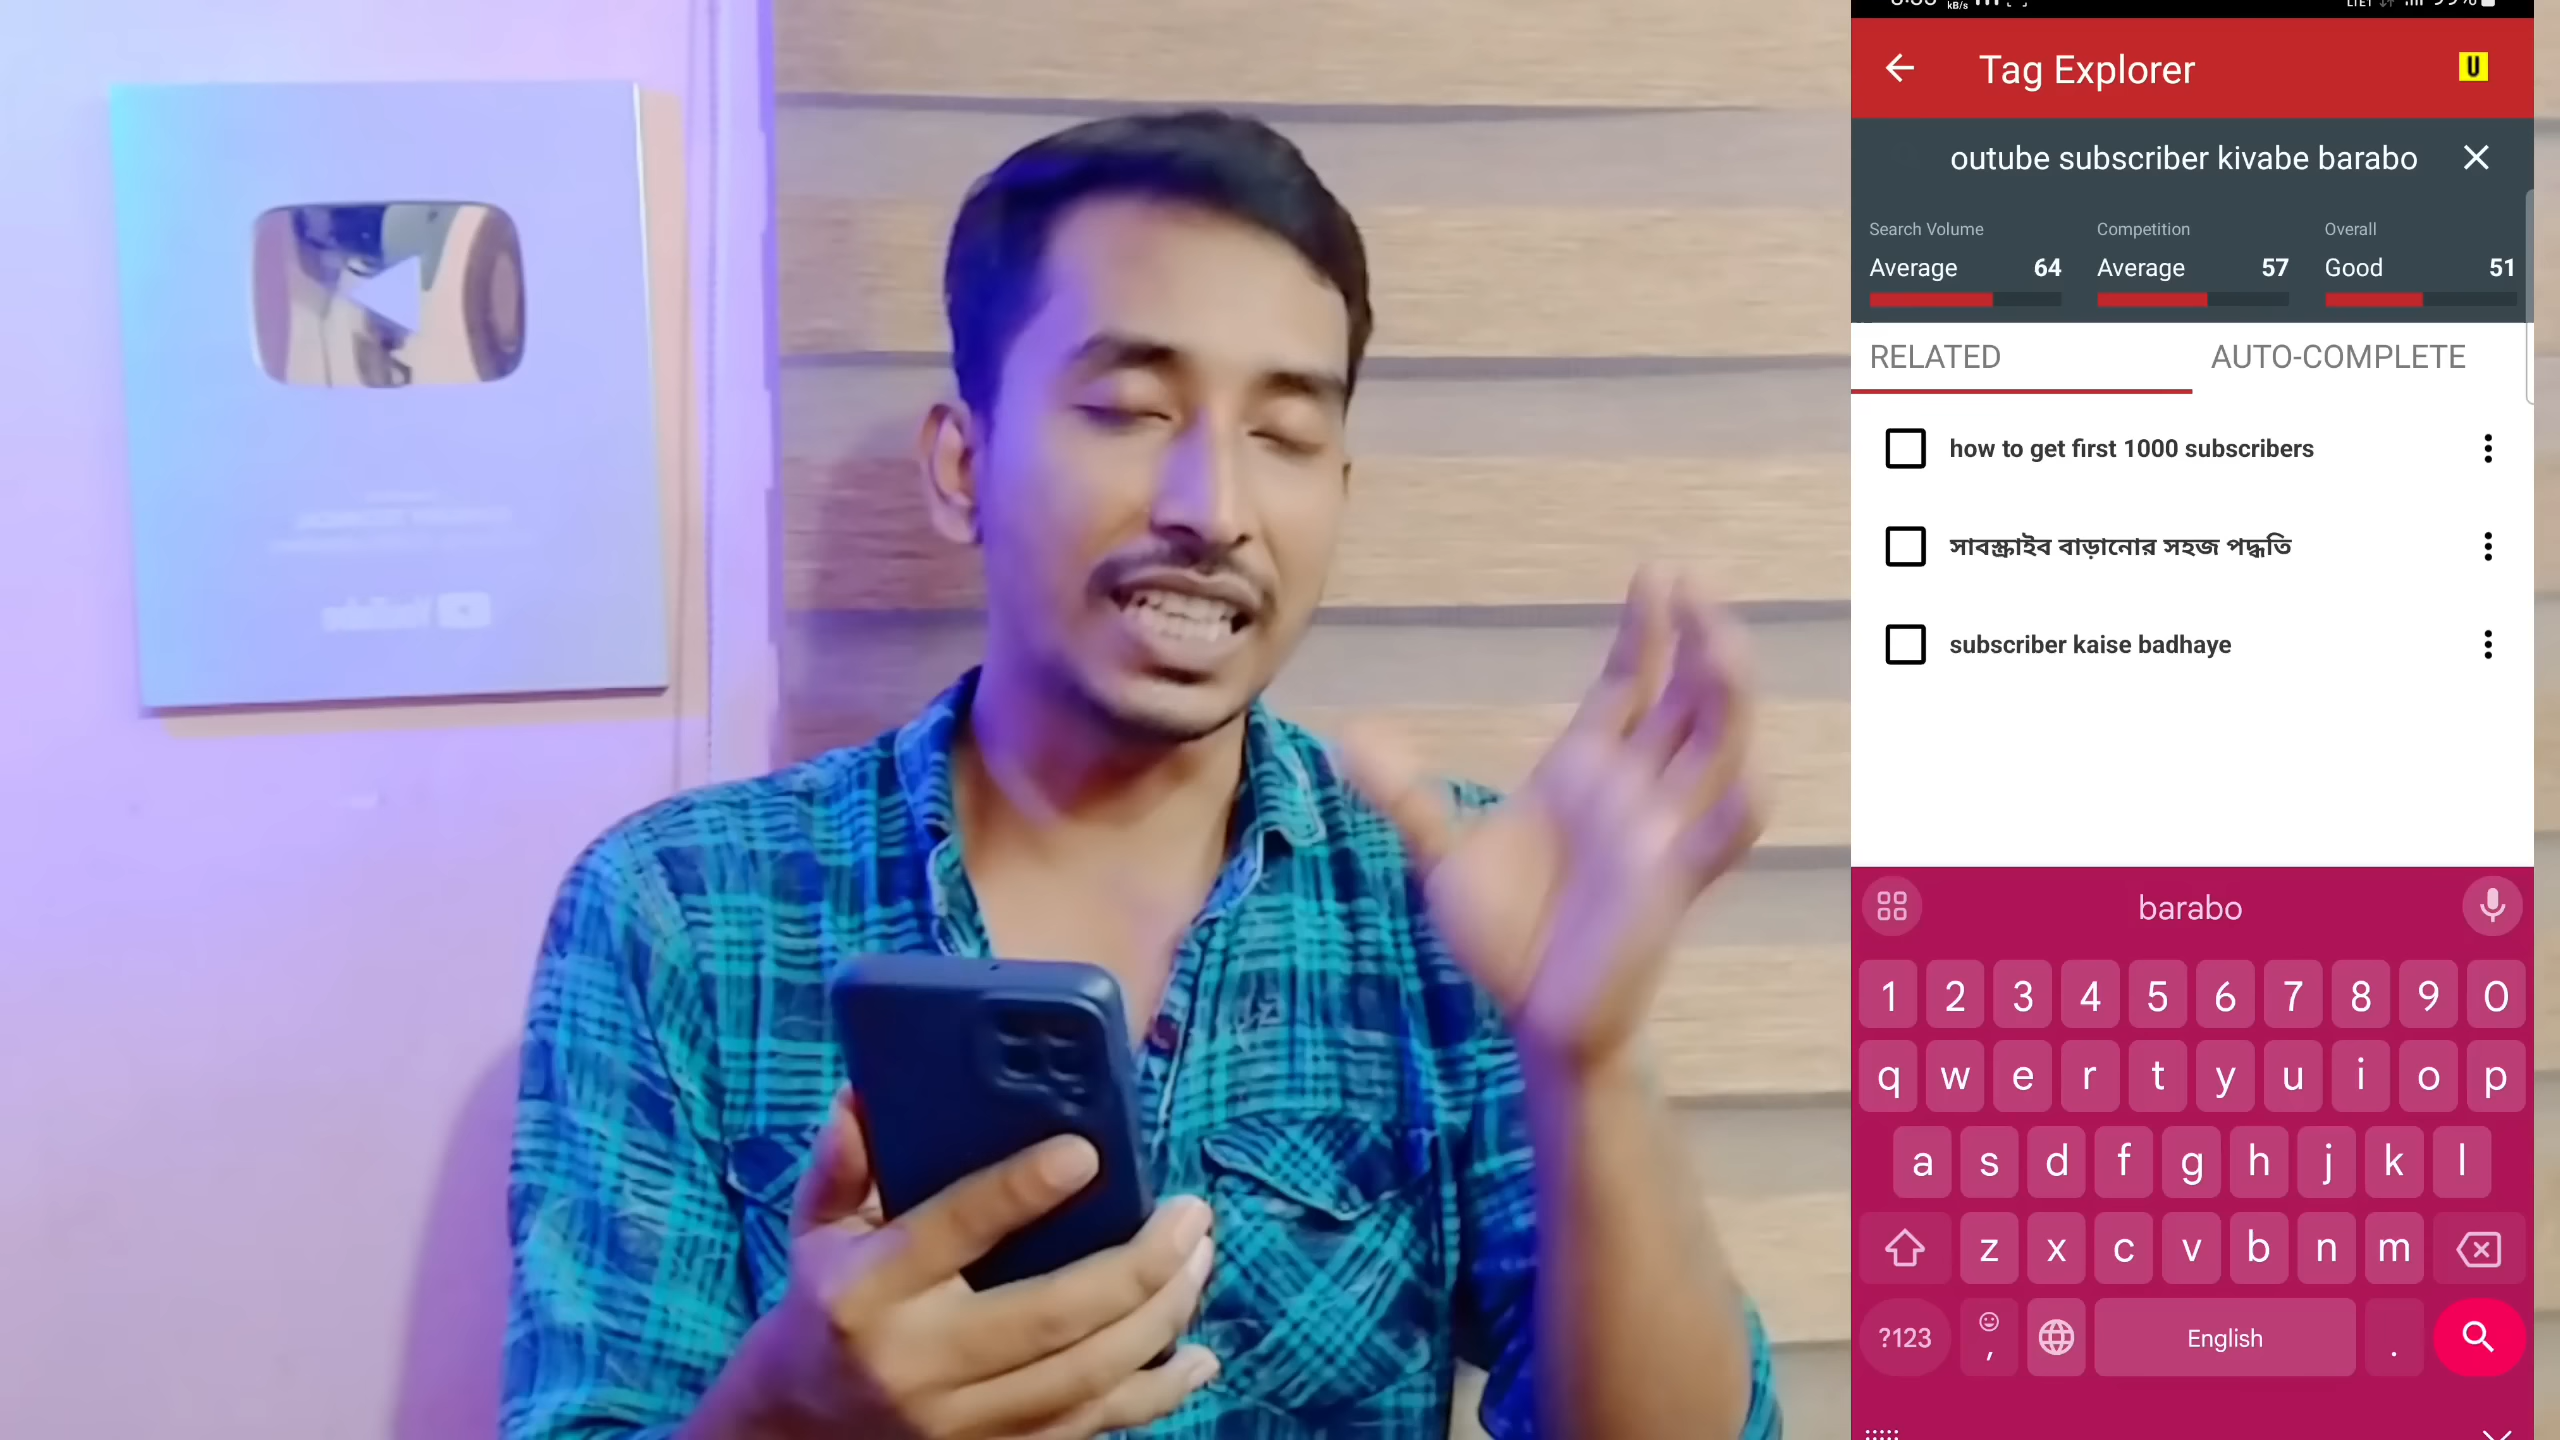 kB/s
Tag Explorer
U
outube subscriber kivabe barabo
Search Volume Competition Overall
Average 64 Average 57 Good 51
RELATED AUTO-COMPLETE
how to get first 1000 subscribers
সাবস্ক্রাইব বাড়ানোর সহজ পদ্ধতি
subscriber kaise badhaye
barabo
1 2 3 4 5 6 7 8 9 0
q w e r t y u i o p
a s d f g h j k l
z x c v b n m
?123 , English .
YouTube